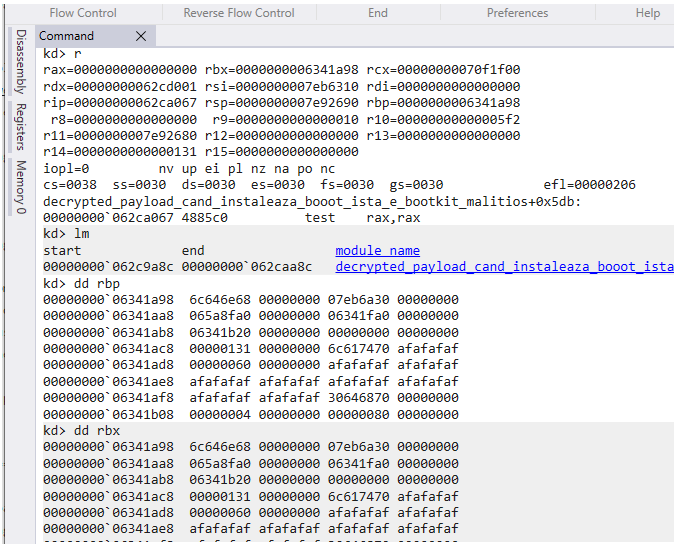 Flow Control Reverse Flow Control End Preferences Help
Disassembly
Registers
Memory 0
Command X
kd> r
rax=0000000000000000 rbx=0000000006341a98 rcx=00000000070f1f00
rdx=00000000062cd001 rsi=0000000007eb6310 rdi=0000000000000000
rip=00000000062ca067 rsp=0000000007e92690 rbp=0000000006341a98
r8=0000000000000000 r9=0000000000000010 r10=00000000000005f2
r11=0000000007e92680 r12=0000000000000000 r13=0000000000000000
r14=0000000000000131 r15=0000000000000000
iopl=0 nv up ei pl nz na po nc
cs=0038 ss=0030 ds=0030 es=0030 fs=0030 gs=0030 efl=00000206
decrypted_payload_cand_instaleaza_booot_ista_e_bootkit_malitios+0x5db:
00000000`062ca067 4885c0 test rax,rax
kd> lm
start end module name
00000000`062c9a8c 00000000`062caa8c decrypted_payload_cand_instaleaza_booot_ista
kd> dd rbp
00000000`06341a98 6c646e68 00000000 07eb6a30 00000000
00000000`06341aa8 065a8fa0 00000000 06341fa0 00000000
00000000`06341ab8 06341b20 00000000 00000000 00000000
00000000`06341ac8 00000131 00000000 6c617470 afafafaf
00000000`06341ad8 00000060 00000000 afafafaf afafafaf
00000000`06341ae8 afafafaf afafafaf afafafaf afafafaf
00000000`06341af8 afafafaf afafafaf 30646870 00000000
00000000`06341b08 00000004 00000000 00000080 00000000
kd> dd rbx
00000000`06341a98 6c646e68 00000000 07eb6a30 00000000
00000000`06341aa8 065a8fa0 00000000 06341fa0 00000000
00000000`06341ab8 06341b20 00000000 00000000 00000000
00000000`06341ac8 00000131 00000000 6c617470 afafafaf
00000000`06341ad8 00000060 00000000 afafafaf afafafaf
00000000`06341ae8 afafafaf afafafaf afafafaf afafafaf